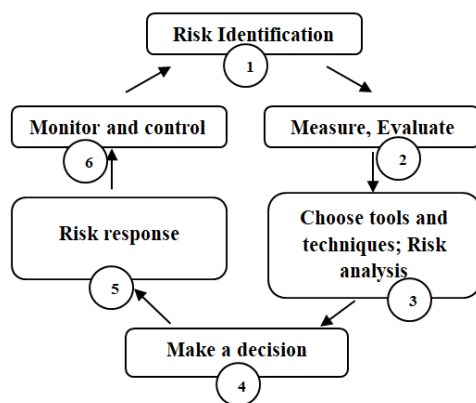 Risk Identification
1
Measure, Evaluate
2
Choose tools and
techniques; Risk
analysis
3
Make a decision
4
Risk response
5
Monitor and control
6